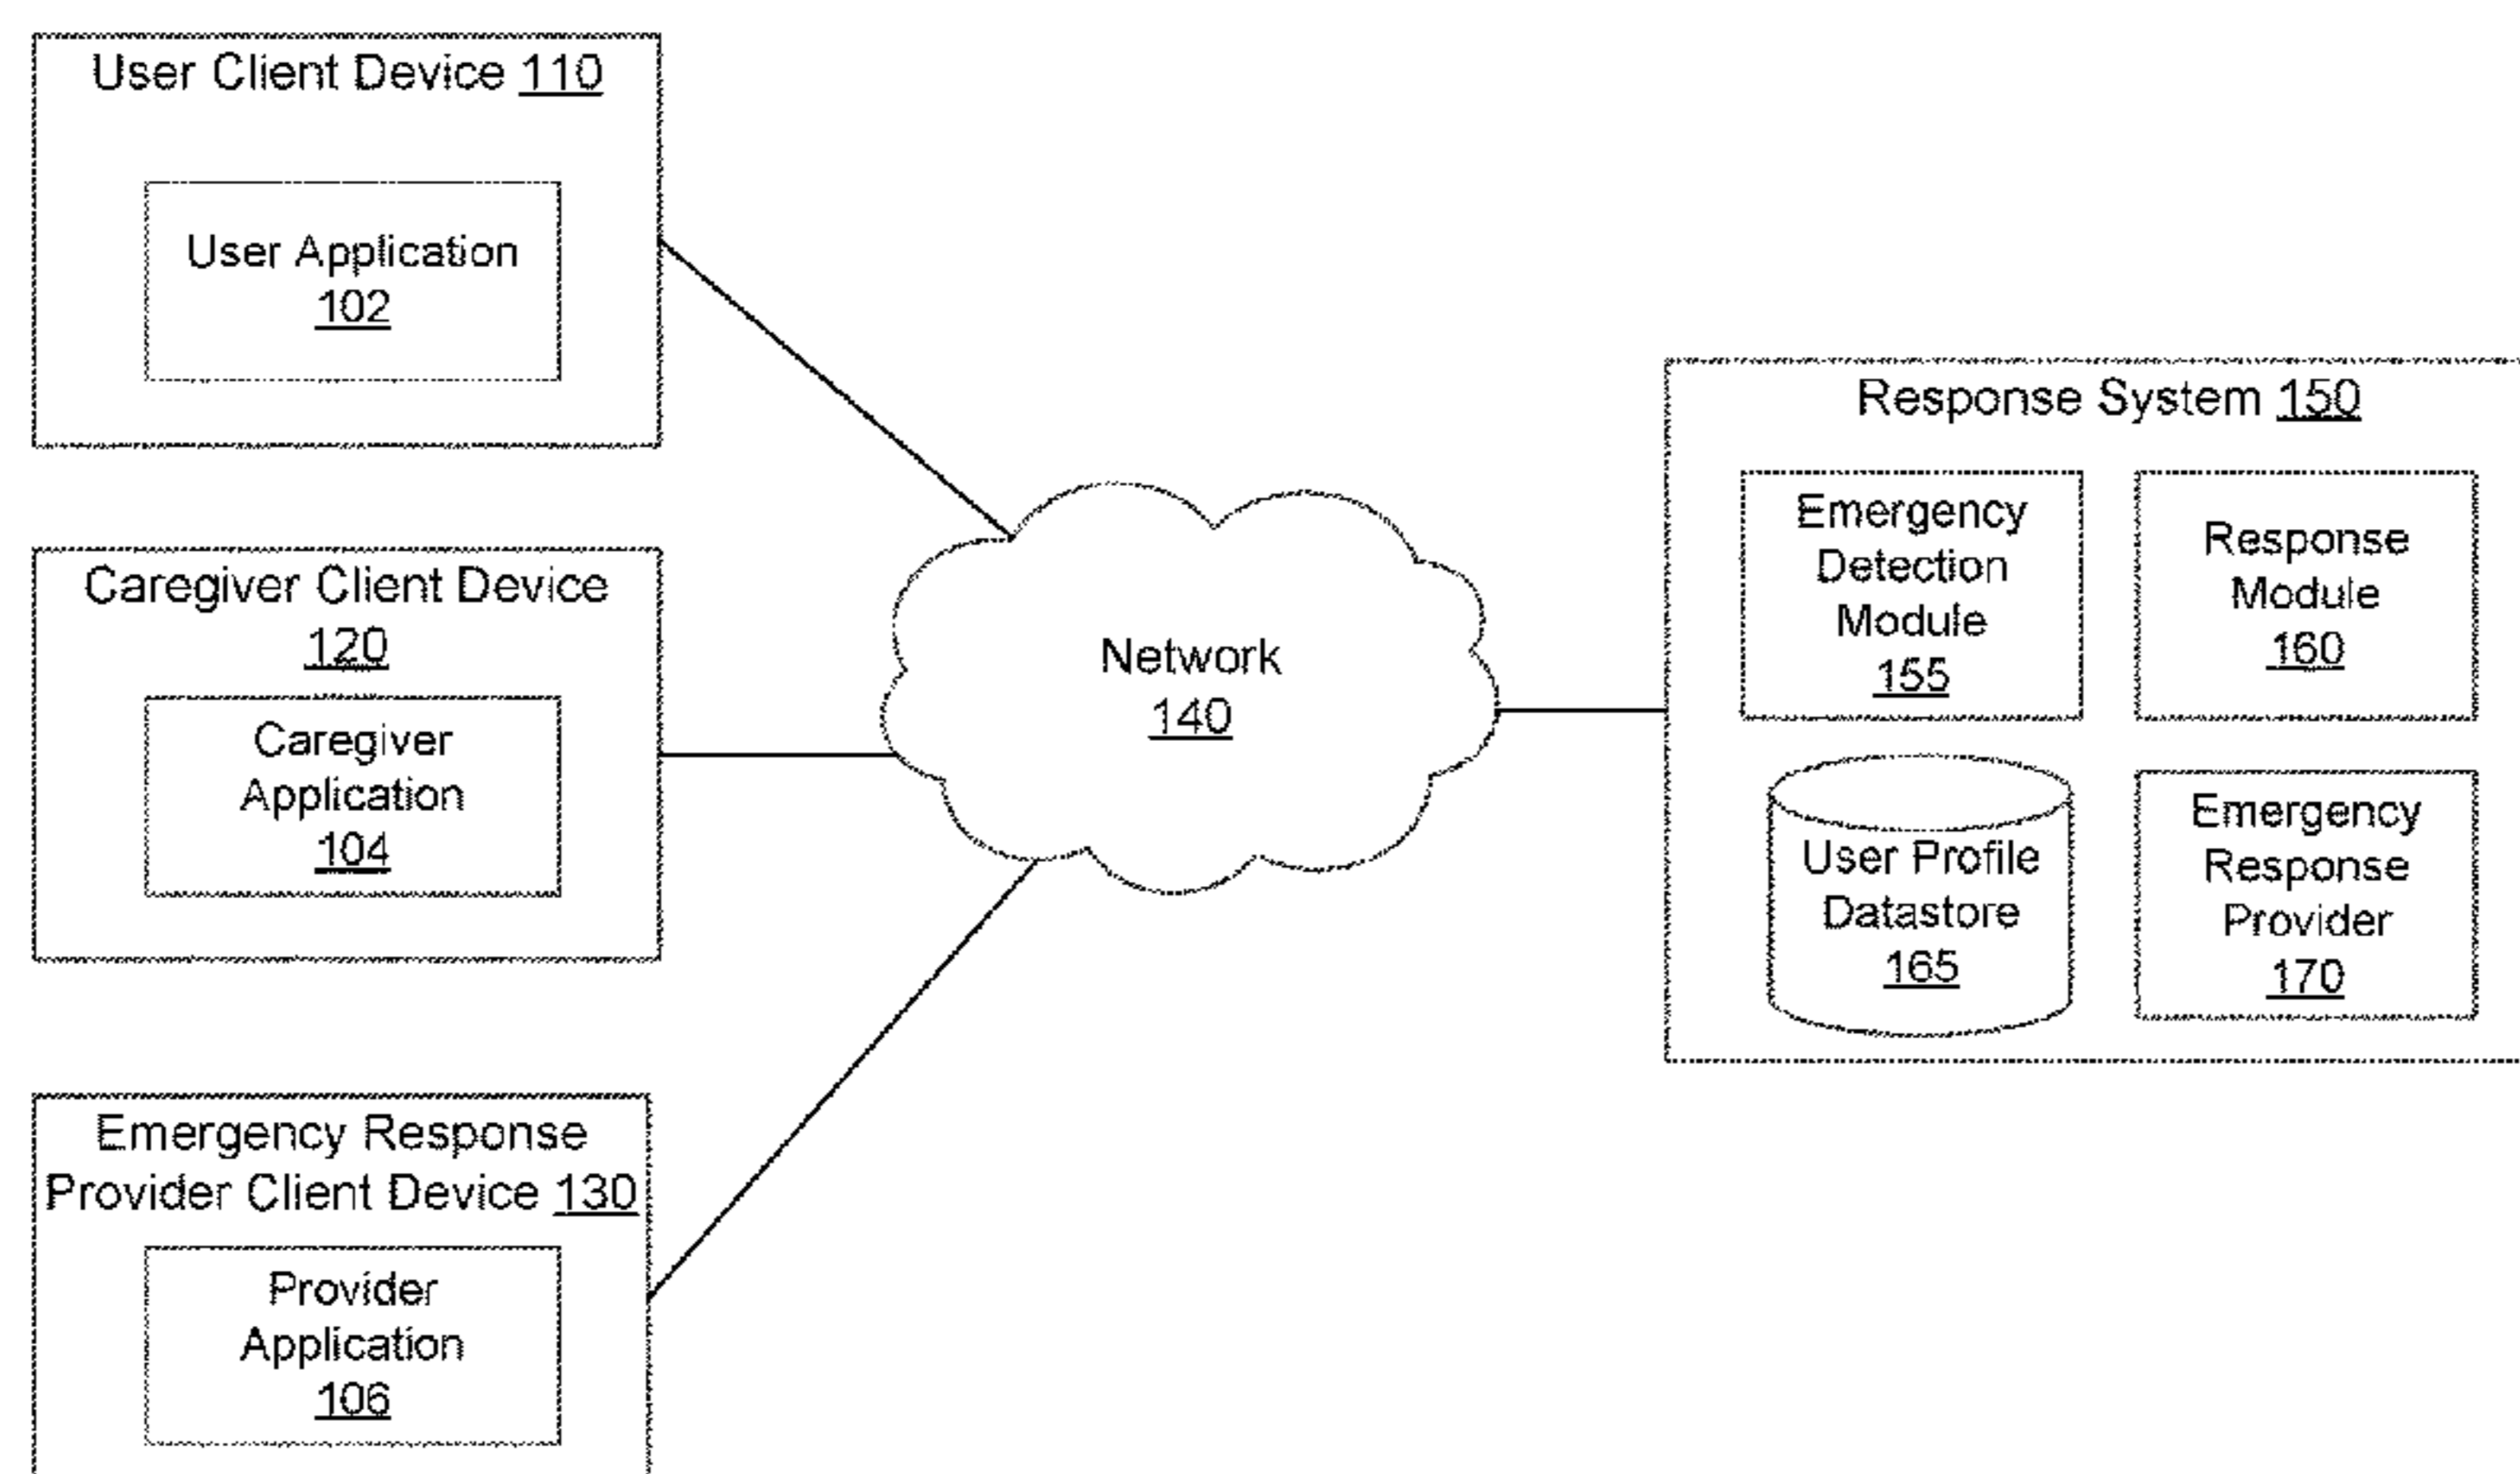 User Client Device 110
User Application
102
Caregiver Client Device
120
Caregiver
Application
104
Emergency Response
Provider Client Device 130
Provider
Application
106
Network
140
Response System 150
Emergency
Detection
Module
155
Response
Module
160
User Profile
Datastore
165
Emergency
Response
Provider
170